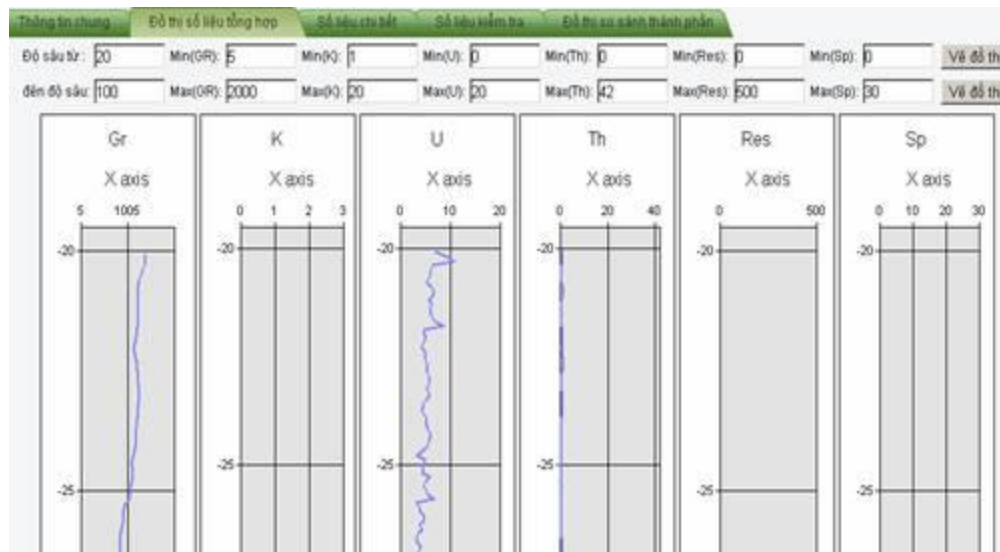 Thông tin chung Đồ thị số liệu tổng hợp Số liệu chi tiết Số liệu kiểm tra Đồ thị so sánh thành phần
Độ sâu từ : 20 Min(GR): 5 Min(K): 1 Min(U): 0 Min(Th): 0 Min(Res): 0 Min(Sp): 0 Vẽ đồ th
đến độ sâu: 100 Max(GR): 2000 Max(K): 20 Max(U): 20 Max(Th): 42 Max(Res): 500 Max(Sp): 30 Vẽ đồ th
Gr K U Th Res Sp
X axis X axis X axis X axis X axis X axis
5 1005 0 1 2 3 0 10 20 0 20 40 0 500 0 10 20 30
-20 -20 -20 -20 -20 -20
-25 -25 -25 -25 -25 -25